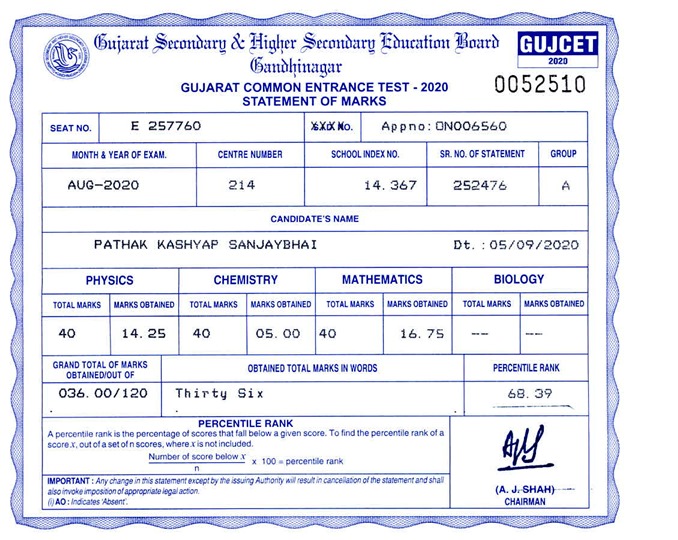 Gujarat Secondary & Higher Secondary Education Board
Gandhinagar
GUJCET
2020
GUJARAT COMMON ENTRANCE TEST - 2020
STATEMENT OF MARKS
0052510
SEAT NO. E 257760 Appno: ON006560
MONTH & YEAR OF EXAM. CENTRE NUMBER SCHOOL INDEX NO. SR. NO. OF STATEMENT GROUP
AUG-2020 214 14. 367 252476 A
CANDIDATE'S NAME
PATHAK KASHYAP SANJAYBHAI Dt. : 05/09/2020
PHYSICS CHEMISTRY MATHEMATICS BIOLOGY
TOTAL MARKS MARKS OBTAINED TOTAL MARKS MARKS OBTAINED TOTAL MARKS MARKS OBTAINED TOTAL MARKS MARKS OBTAINED
40 14. 25 40 05. 00 40 16. 75 -- --
GRAND TOTAL OF MARKS OBTAINED/OUT OF OBTAINED TOTAL MARKS IN WORDS PERCENTILE RANK
036. 00/120 Thirty Six 68. 39
PERCENTILE RANK
A percentile rank is the percentage of scores that fall below a given score. To find the percentile rank of a
score x, out of a set of n scores, where x is not included.
Number of score below x
n
x 100 = percentile rank
IMPORTANT : Any change in this statement except by the issuing Authority will result in cancellation of the statement and shall
also invoke imposition of appropriate legal action.
(i) AO : Indicates 'Absent'.
(A. J. SHAH)
CHAIRMAN